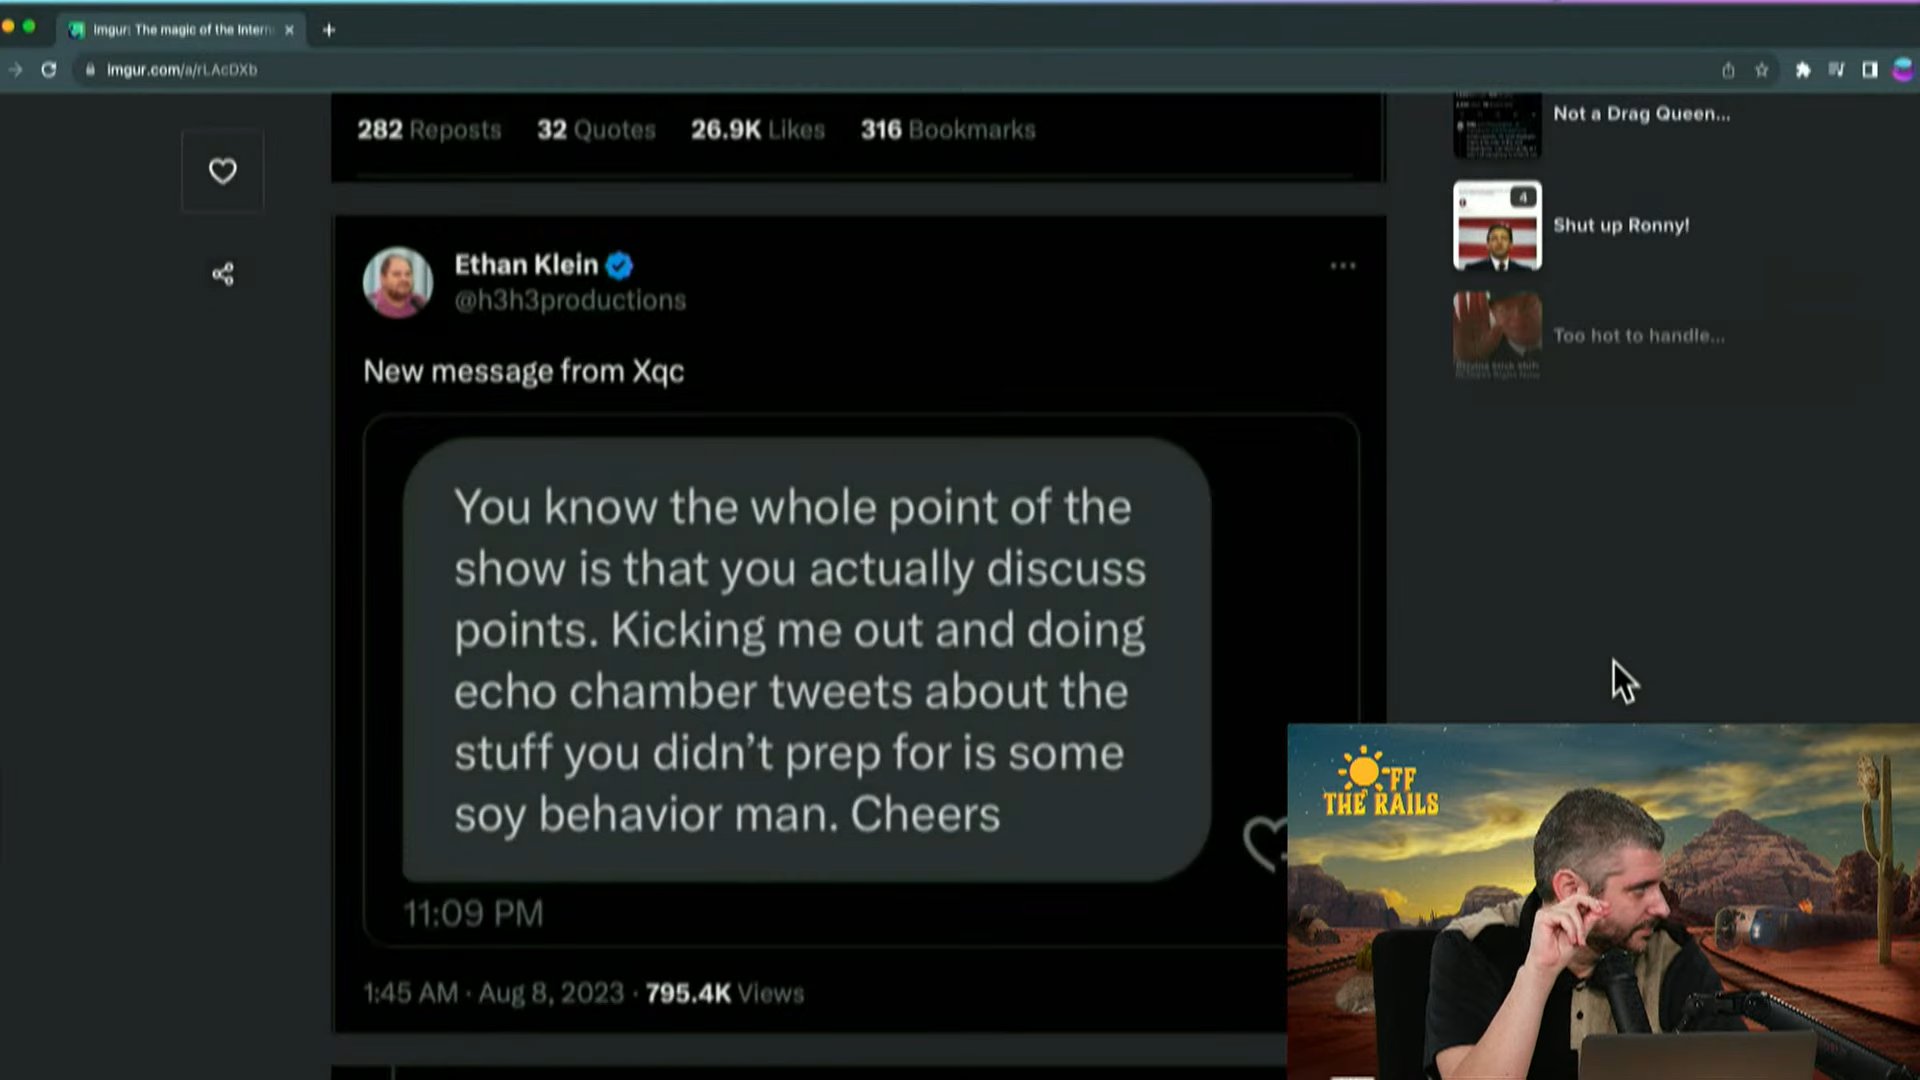 Imgur: The magic of the Intern
imgur.com/a/rLAcDXb
282 Reposts 32 Quotes 26.9K Likes 316 Bookmarks
Not a Drag Queen...
4
Shut up Ronny!
Too hot to handle...
Ethan Klein
@h3h3productions
New message from Xqc
You know the whole point of the
show is that you actually discuss
points. Kicking me out and doing
echo chamber tweets about the
stuff you didn't prep for is some
soy behavior man. Cheers
11:09 PM
1:45 AM · Aug 8, 2023 · 795.4K Views
OFF
THE RAILS